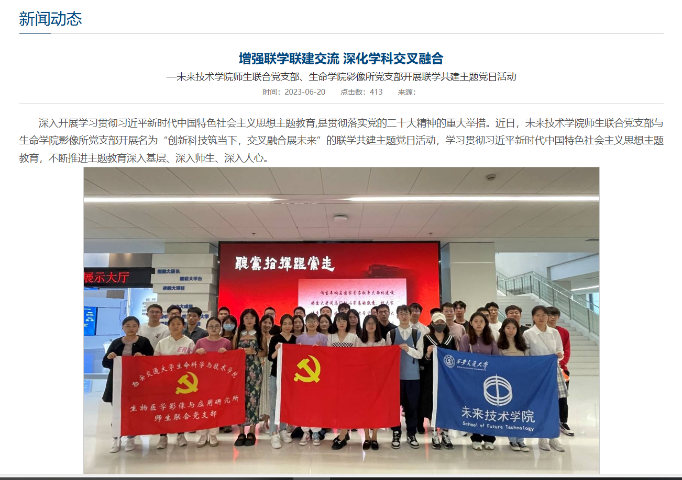 新闻动态
增强联学联建交流 深化学科交叉融合
—未来技术学院师生联合党支部、生命学院影像所党支部开展联学共建主题党日活动
时间：2023-06-20 点击数：413 来源：
深入开展学习贯彻习近平新时代中国特色社会主义思想主题教育,是贯彻落实党的二十大精神的重大举措。近日，未来技术学院师生联合党支部与
生命学院影像所党支部开展名为“创新科技筑当下，交叉融合展未来”的联学共建主题党日活动，学习贯彻习近平新时代中国特色社会主义思想主题
教育，不断推进主题教育深入基层、深入师生、深入人心。
聽黨指揮跟黨走
展示大厅
西安交通大学生命科学与技术学院
生物医学影像与应用研究所
师生联合党支部
西安交通大学
未来技术学院
School of Future Technology